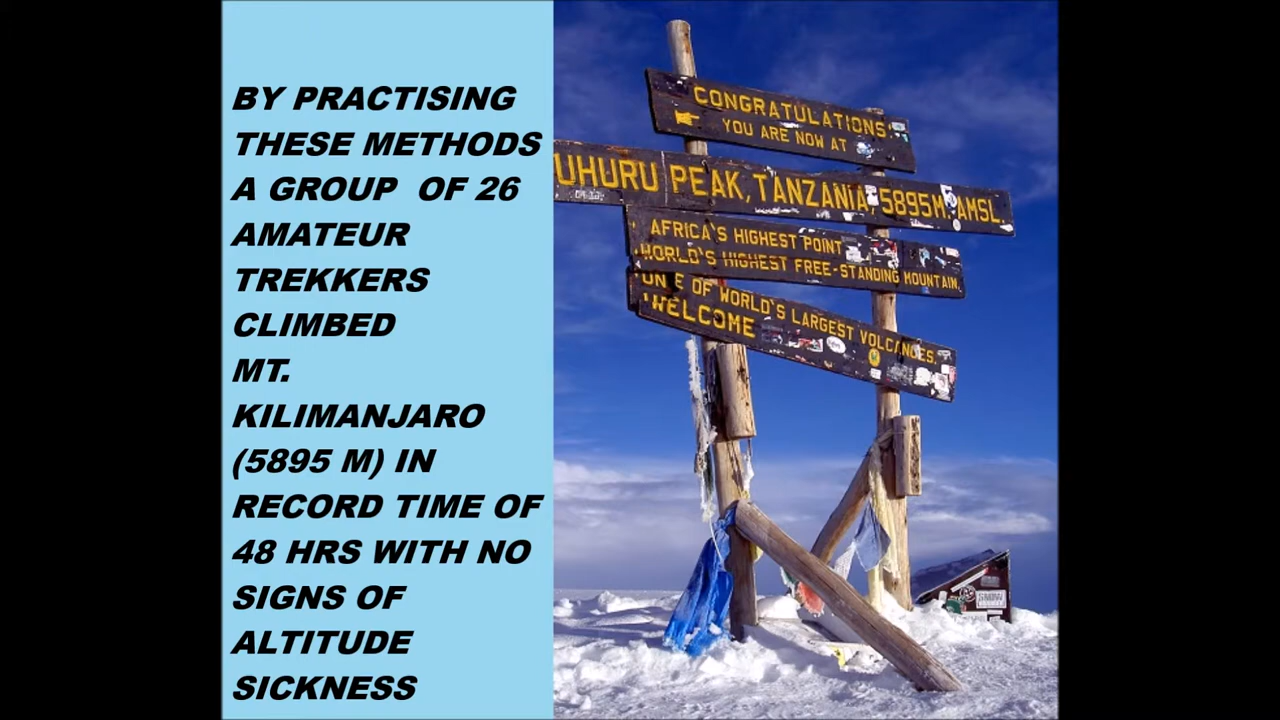 BY PRACTISING
THESE METHODS
A GROUP OF 26
AMATEUR
TREKKERS
CLIMBED
MT.
KILIMANJARO
(5895 M) IN
RECORD TIME OF
48 HRS WITH NO
SIGNS OF
ALTITUDE
SICKNESS
CONGRATULATIONS
YOU ARE NOW AT
UHURU PEAK, TANZANIA, 5895M. AMSL.
AFRICA'S HIGHEST POINT
WORLD'S HIGHEST FREE-STANDING MOUNTAIN.
ONE OF WORLD'S LARGEST VOLCANOES.
WELCOME